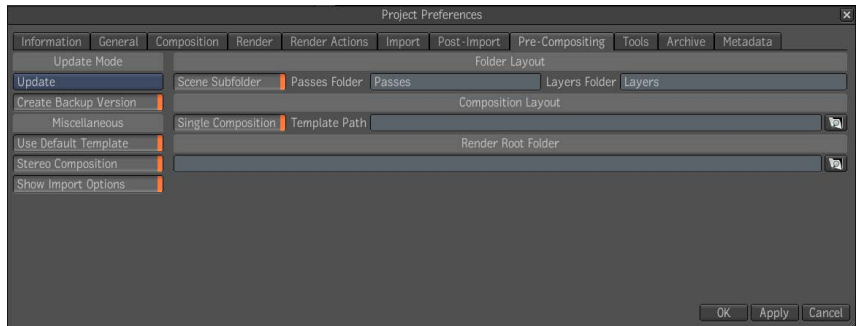 Project Preferences
Information General Composition Render Render Actions Import Post-Import Pre-Compositing Tools Archive Metadata
Update Mode Folder Layout
Update Scene Subfolder Passes Folder Passes Layers Folder Layers
Create Backup Version Composition Layout
Miscellaneous Single Composition Template Path
Use Default Template Render Root Folder
Stereo Composition
Show Import Options
OK Apply Cancel